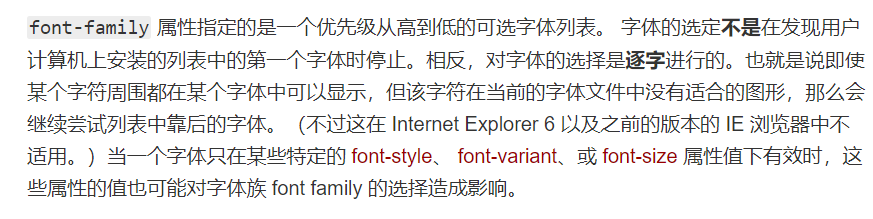 font-family 属性指定的是一个优先级从高到低的可选字体列表。 字体的选定不是在发现用户
计算机上安装的列表中的第一个字体时停止。相反，对字体的选择是逐字进行的。也就是说即使
某个字符周围都在某个字体中可以显示，但该字符在当前的字体文件中没有适合的图形，那么会
继续尝试列表中靠后的字体。（不过这在 Internet Explorer 6 以及之前的版本的 IE 浏览器中不
适用。）当一个字体只在某些特定的 font-style、 font-variant、或 font-size 属性值下有效时，这
些属性的值也可能对字体族 font family 的选择造成影响。